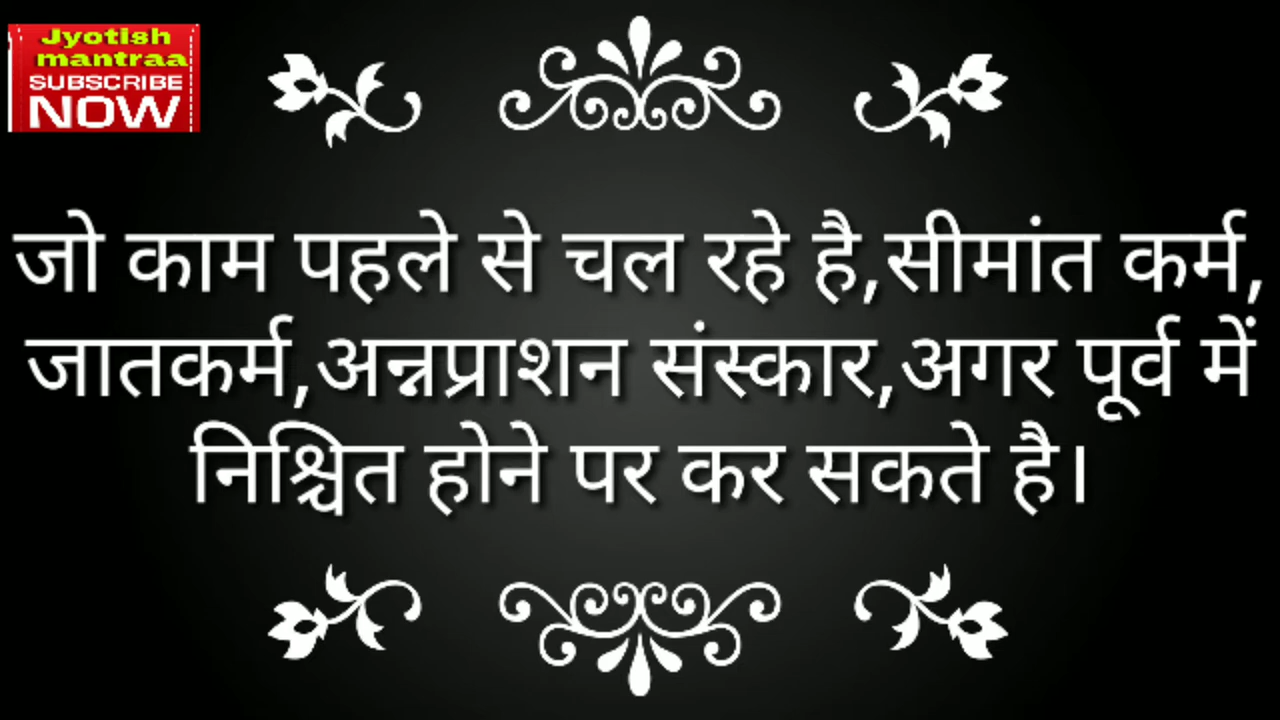 Jyotish
mantraa
SUBSCRIBE
NOW
जो काम पहले से चल रहे है,सीमांत कर्म,
जातकर्म,अन्नप्राशन संस्कार,अगर पूर्व में
निश्चित होने पर कर सकते है।